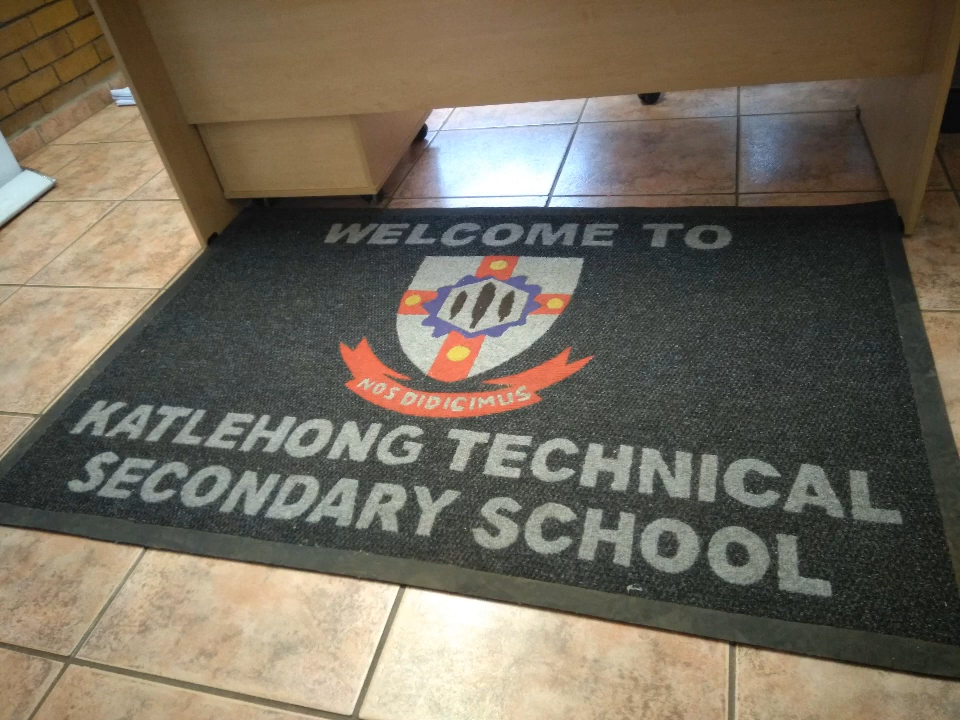 WELCOME TO
NOS DIDICIMUS
KATLEHONG TECHNICAL
SECONDARY SCHOOL